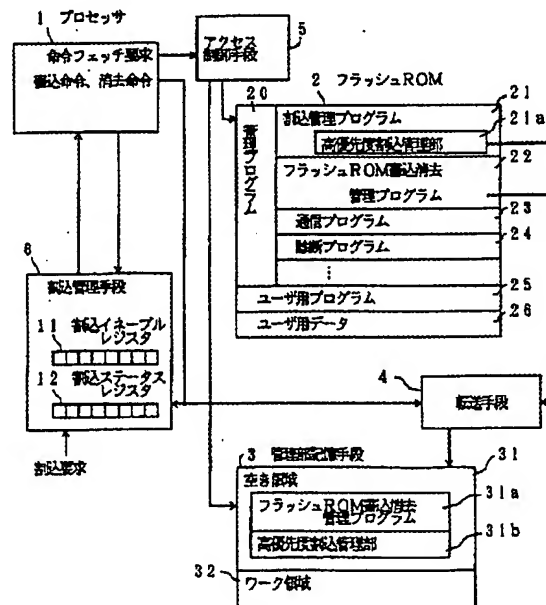 1 プロセッサ
命令フェッチ要求
書込命令、消去命令
アクセス
制御手段
5
2 フラッシュROM
20
管理プログラム
21
割込管理プログラム
21a
高優先度割込管理部
22
フラッシュROM書込消去
管理プログラム
23
通信プログラム
24
診断プログラム
⋮
25
ユーザ用プログラム
26
ユーザ用データ
6
割込管理手段
11 割込イネーブル
レジスタ
12 割込ステータス
レジスタ
割込要求
4
転送手段
3 管理部記憶手段
31
空き領域
31a
フラッシュROM書込消去
管理プログラム
31b
高優先度割込管理部
32
ワーク領域